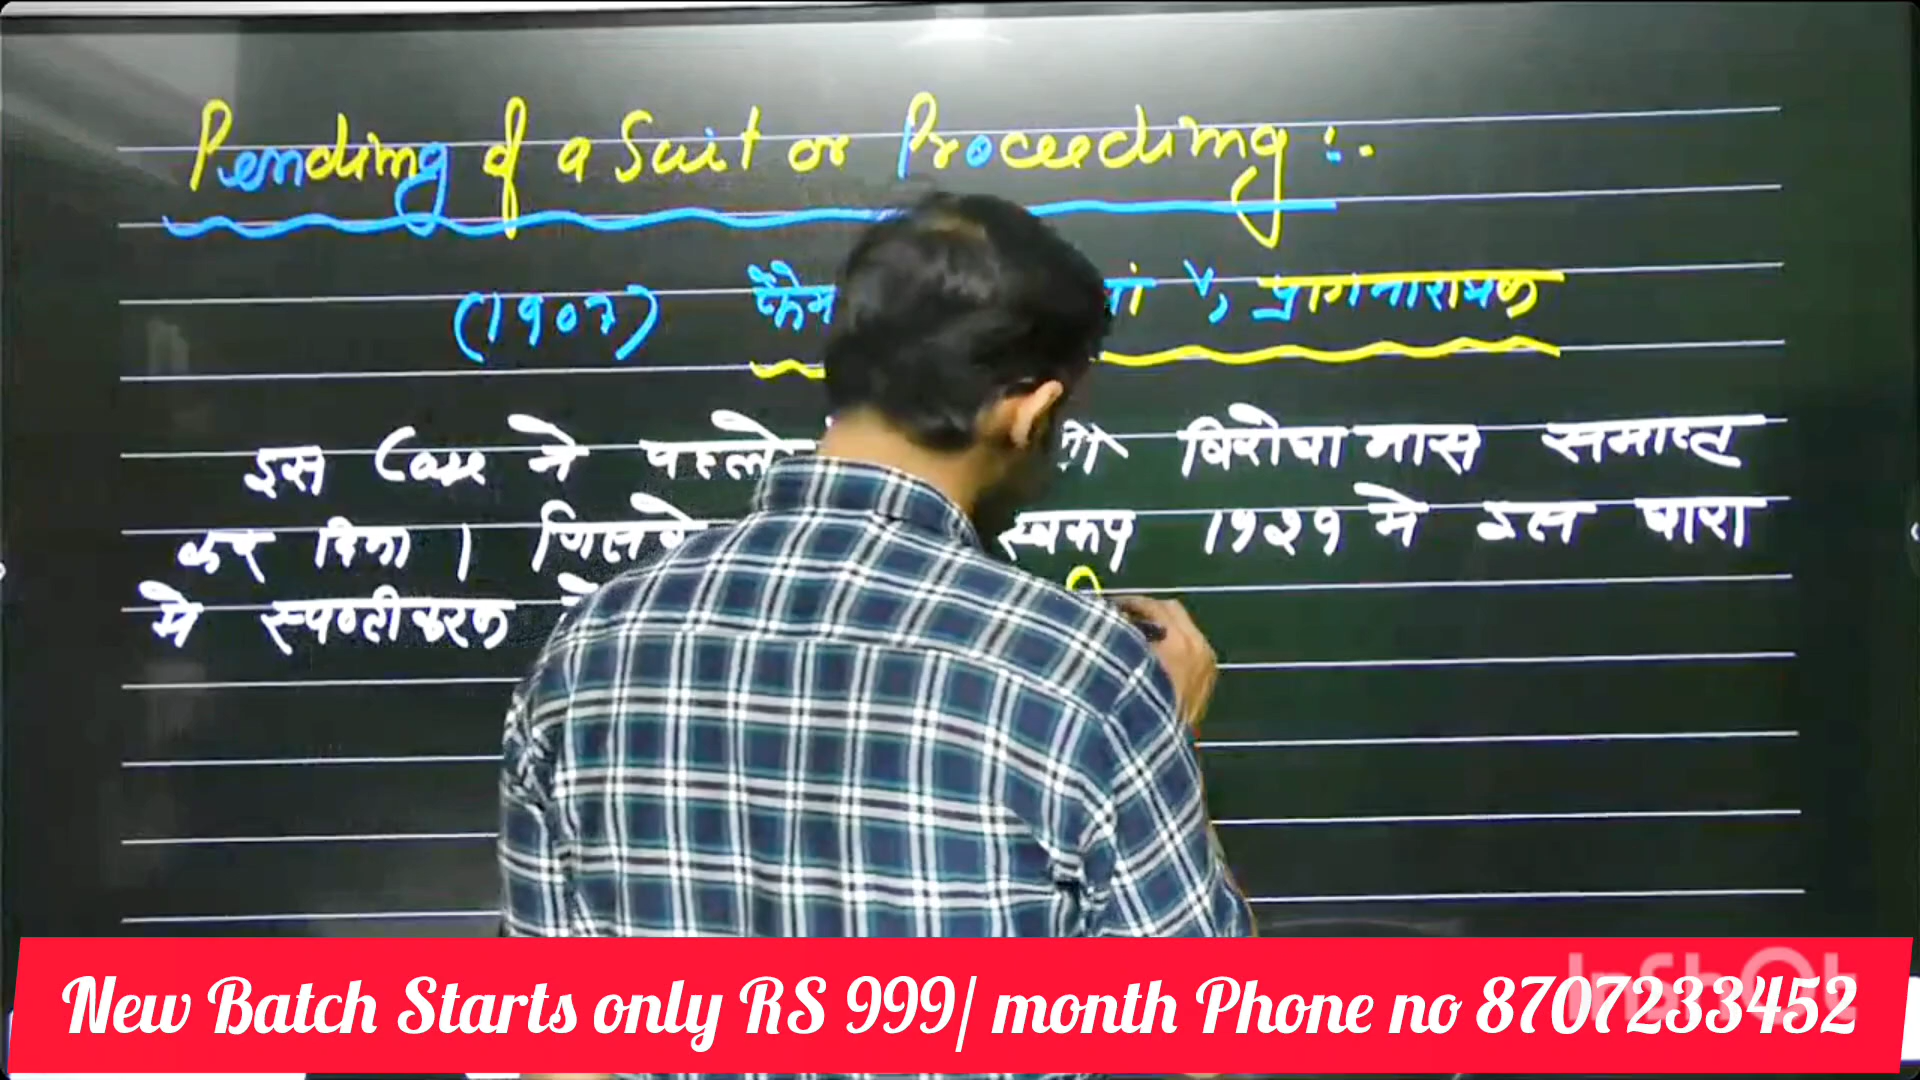 Pending of a Suit or Proceeding :-
(1907) फैय v, प्रागनारायण
इस Case ने पहले विरोधाभास समाप्त
कर दिया । जिसके स्वरूप 1929 मे इस धारा
मे स्पष्टीकरण
New Batch Starts only RS 999/ month Phone no 8707233452
InShOt